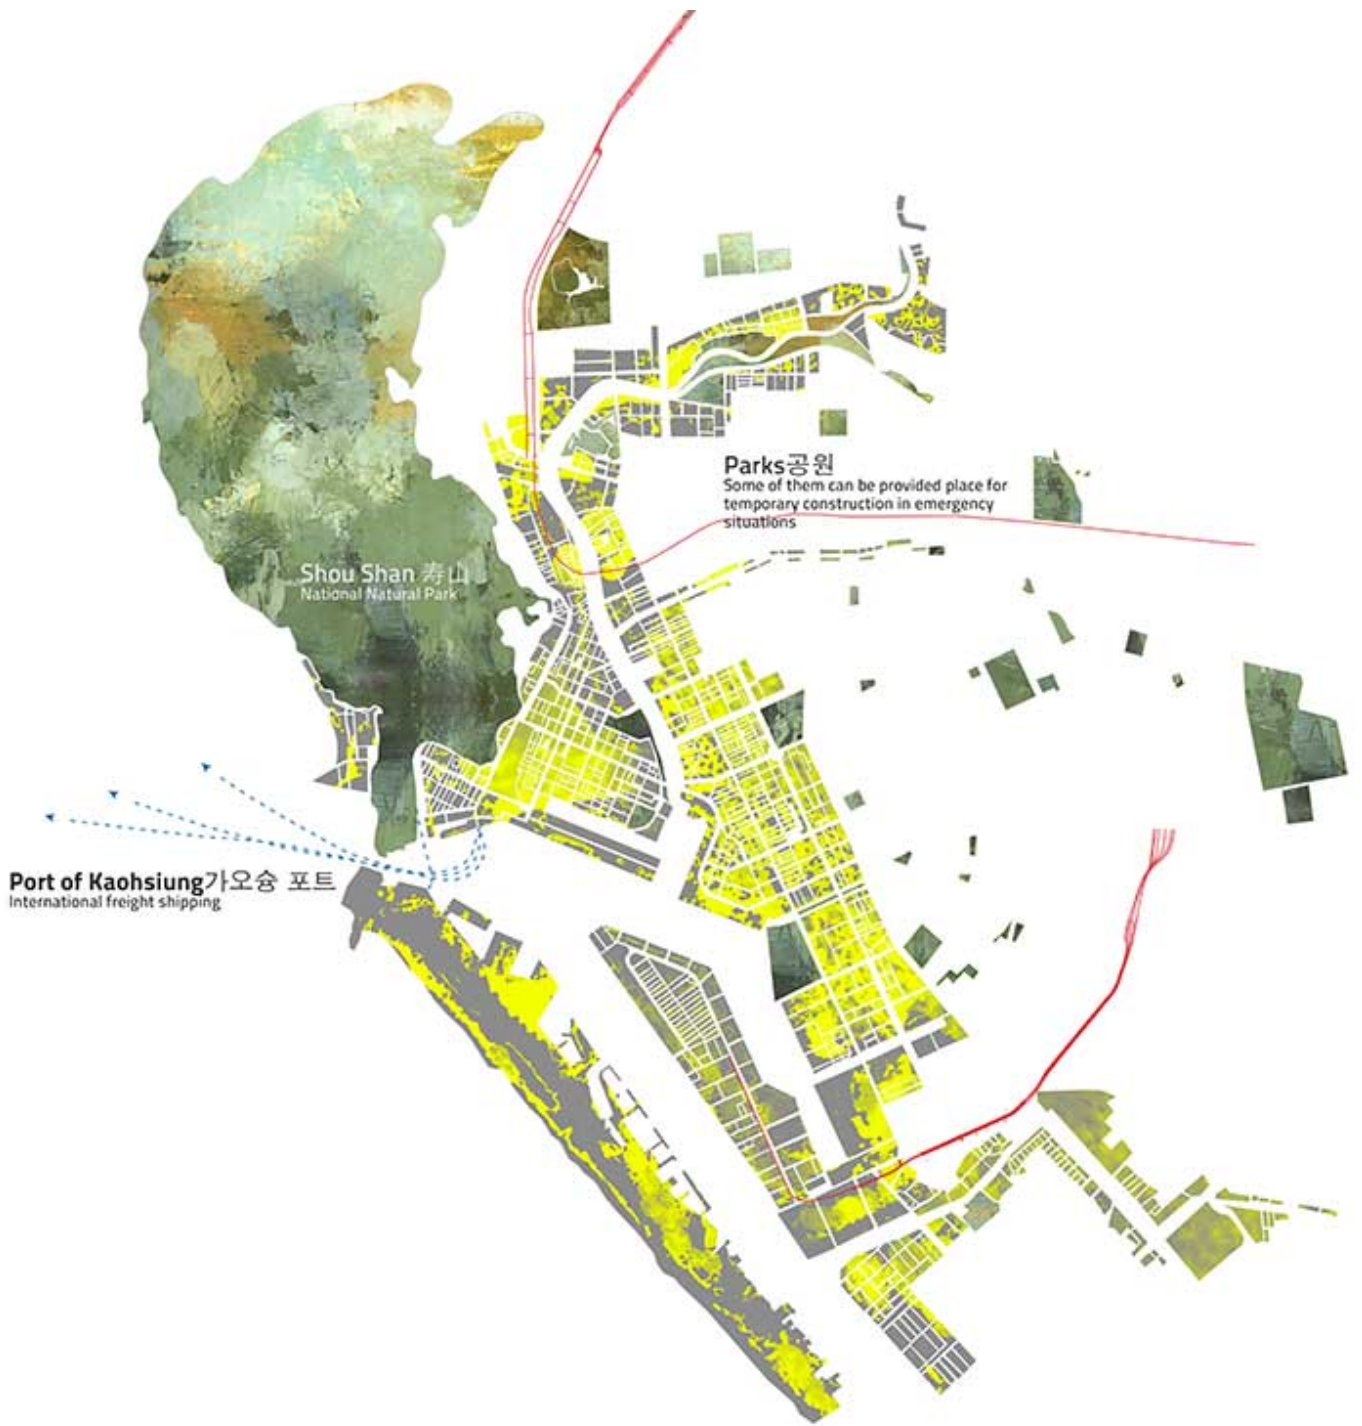 Parks공원
Some of them can be provided place for
temporary construction in emergency
situations
Shou Shan 寿山
National Natural Park
Port of Kaohsiung가오슝 포트
International freight shipping